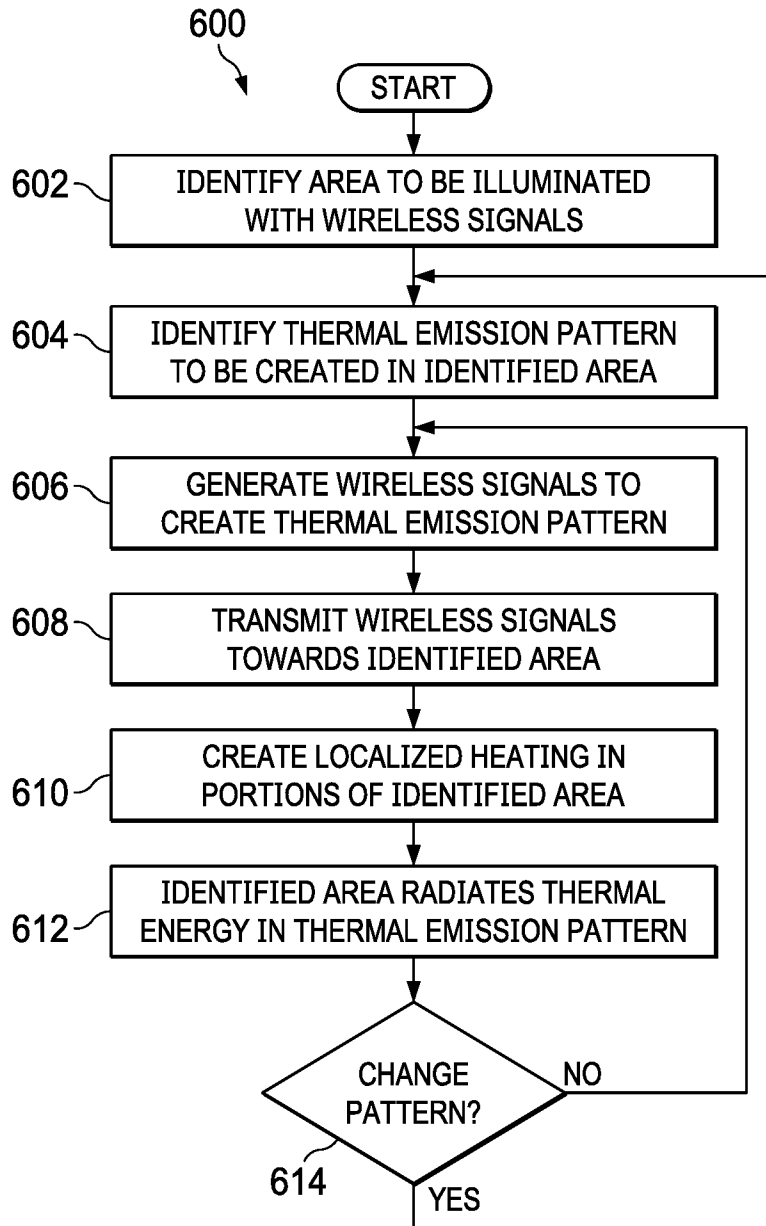 600
START
602
IDENTIFY AREA TO BE ILLUMINATED
WITH WIRELESS SIGNALS
604
IDENTIFY THERMAL EMISSION PATTERN
TO BE CREATED IN IDENTIFIED AREA
606
GENERATE WIRELESS SIGNALS TO
CREATE THERMAL EMISSION PATTERN
608
TRANSMIT WIRELESS SIGNALS
TOWARDS IDENTIFIED AREA
610
CREATE LOCALIZED HEATING IN
PORTIONS OF IDENTIFIED AREA
612
IDENTIFIED AREA RADIATES THERMAL
ENERGY IN THERMAL EMISSION PATTERN
CHANGE
PATTERN?
NO
614
YES